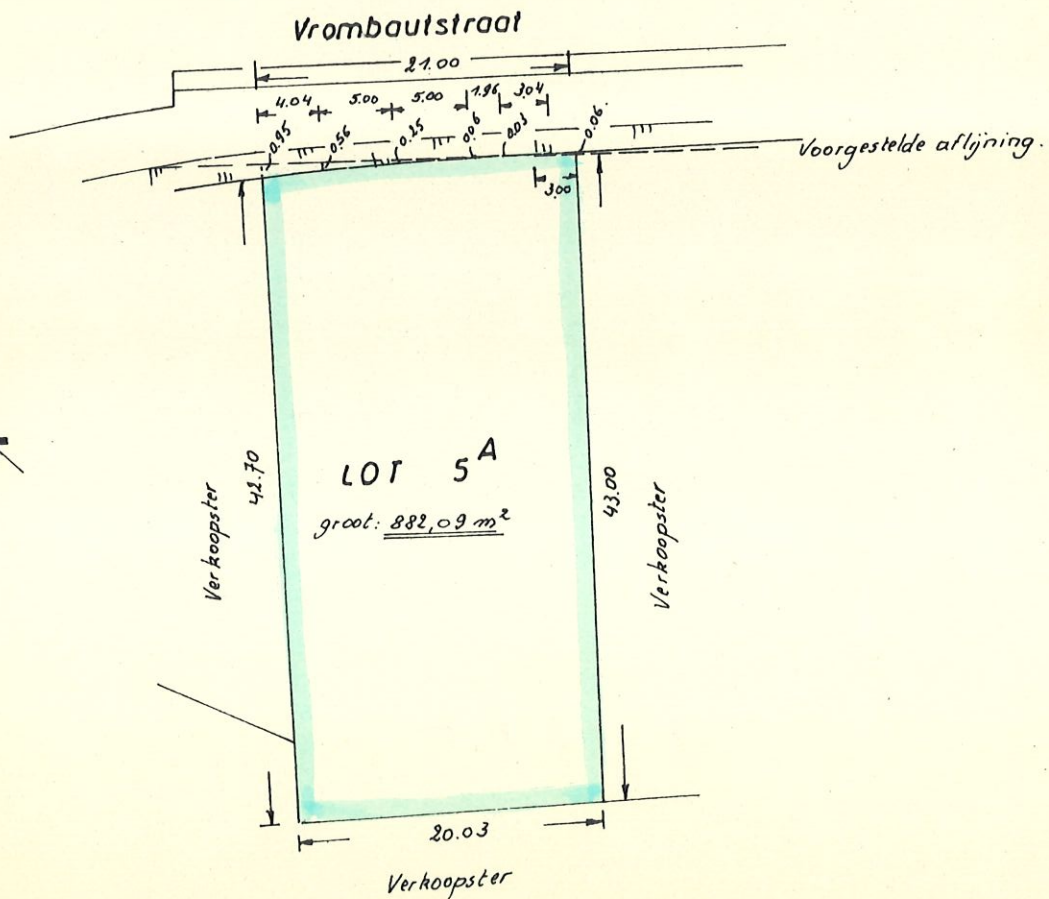 Vrombautstraat
21.00
4.04 5.00 5.00 1.96 3.04
0.95 0.56 0.25 0.06 0.03 0.06
Voorgestelde aflijning.
3.00
LOT 5A
groot: 882,09 m²
42.70
43.00
Verkoopster
Verkoopster
20.03
Verkoopster